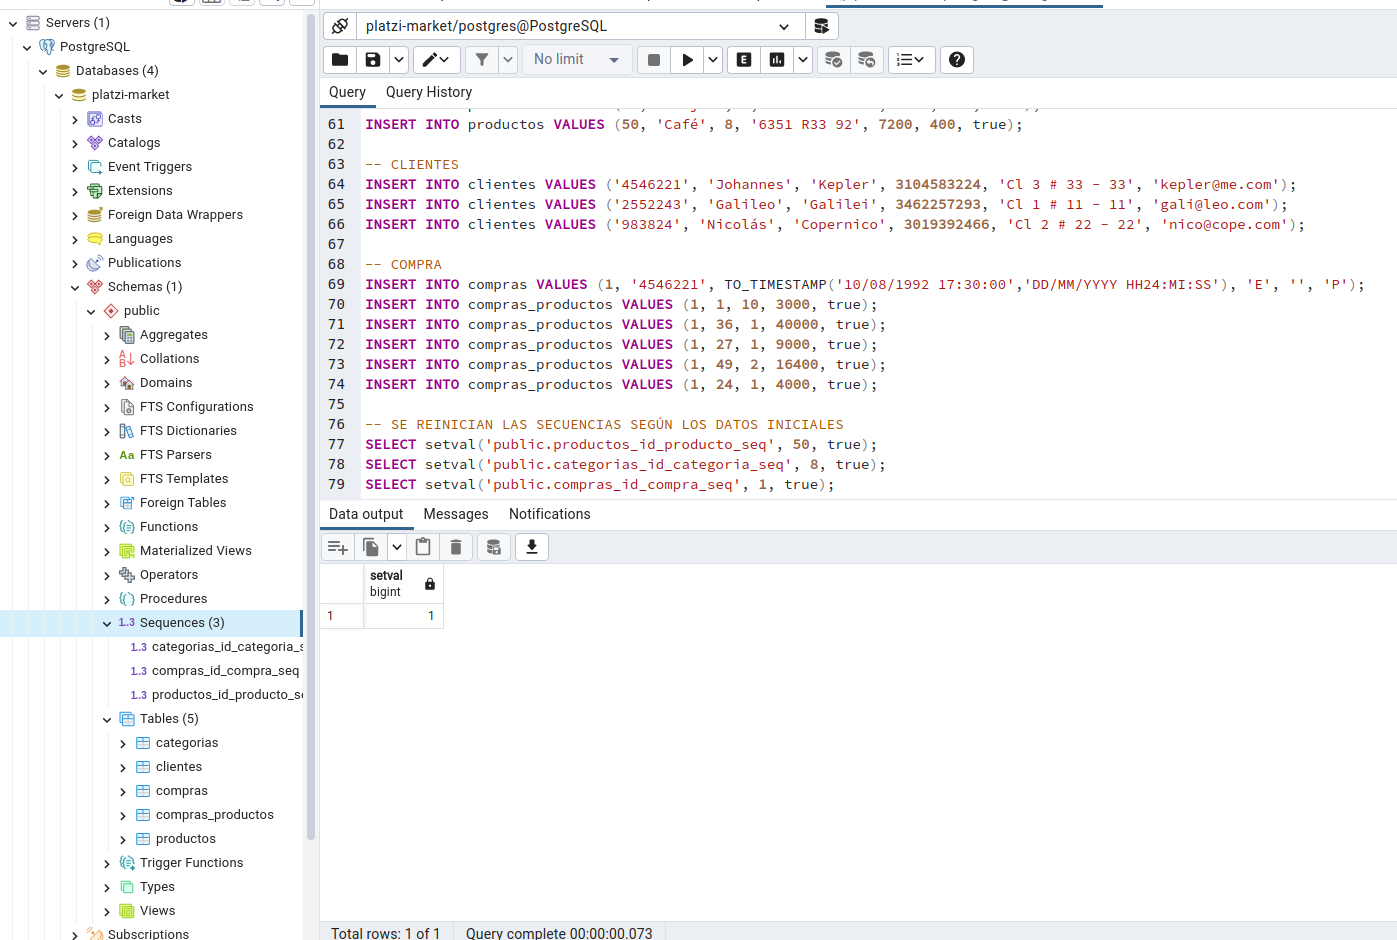 Servers (1)
PostgreSQL
Databases (4)
platzi-market
Casts
Catalogs
Event Triggers
Extensions
Foreign Data Wrappers
Languages
Publications
Schemas (1)
public
Aggregates
Collations
Domains
FTS Configurations
FTS Dictionaries
Aa FTS Parsers
FTS Templates
Foreign Tables
Functions
Materialized Views
Operators
Procedures
1.3 Sequences (3)
1.3 categorias_id_categoria_s
1.3 compras_id_compra_seq
1.3 productos_id_producto_se
Tables (5)
categorias
clientes
compras
compras_productos
productos
Trigger Functions
Types
Views
Subscriptions
platzi-market/postgres@PostgreSQL
No limit
E
Query Query History
61 INSERT INTO productos VALUES (50, 'Café', 8, '6351 R33 92', 7200, 400, true);
62
63 -- CLIENTES
64 INSERT INTO clientes VALUES ('4546221', 'Johannes', 'Kepler', 3104583224, 'Cl 3 # 33 - 33', 'kepler@me.com');
65 INSERT INTO clientes VALUES ('2552243', 'Galileo', 'Galilei', 3462257293, 'Cl 1 # 11 - 11', 'gali@leo.com');
66 INSERT INTO clientes VALUES ('983824', 'Nicolás', 'Copernico', 3019392466, 'Cl 2 # 22 - 22', 'nico@cope.com');
67
68 -- COMPRA
69 INSERT INTO compras VALUES (1, '4546221', TO_TIMESTAMP('10/08/1992 17:30:00','DD/MM/YYYY HH24:MI:SS'), 'E', '', 'P');
70 INSERT INTO compras_productos VALUES (1, 1, 10, 3000, true);
71 INSERT INTO compras_productos VALUES (1, 36, 1, 40000, true);
72 INSERT INTO compras_productos VALUES (1, 27, 1, 9000, true);
73 INSERT INTO compras_productos VALUES (1, 49, 2, 16400, true);
74 INSERT INTO compras_productos VALUES (1, 24, 1, 4000, true);
75
76 -- SE REINICIAN LAS SECUENCIAS SEGÚN LOS DATOS INICIALES
77 SELECT setval('public.productos_id_producto_seq', 50, true);
78 SELECT setval('public.categorias_id_categoria_seq', 8, true);
79 SELECT setval('public.compras_id_compra_seq', 1, true);
Data output Messages Notifications
setval
bigint
1 1
Total rows: 1 of 1 Query complete 00:00:00.073